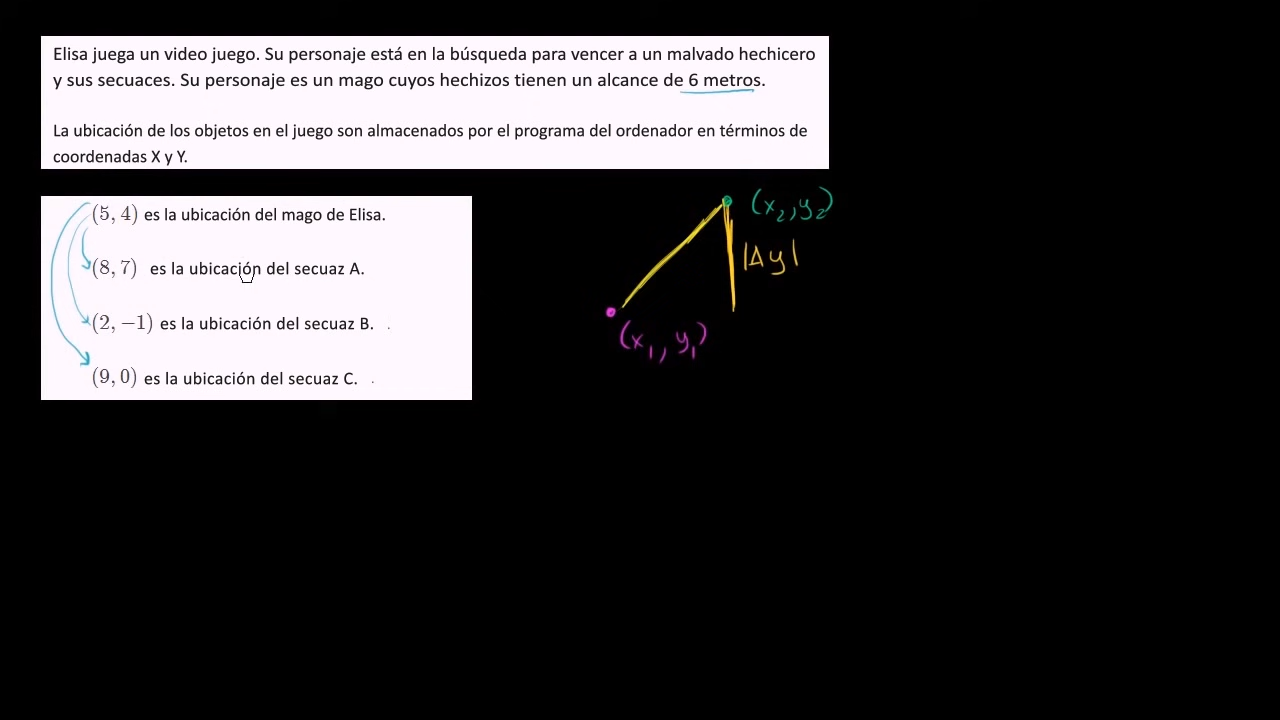 Elisa juega un video juego. Su personaje está en la búsqueda para vencer a un malvado hechicero
y sus secuaces. Su personaje es un mago cuyos hechizos tienen un alcance de 6 metros.
La ubicación de los objetos en el juego son almacenados por el programa del ordenador en términos de
coordenadas X y Y.
(5, 4) es la ubicación del mago de Elisa.
(8, 7) es la ubicación del secuaz A.
(2, −1) es la ubicación del secuaz B.
(9, 0) es la ubicación del secuaz C.
(x₂, y₂)
|Δy|
(x₁, y₁)